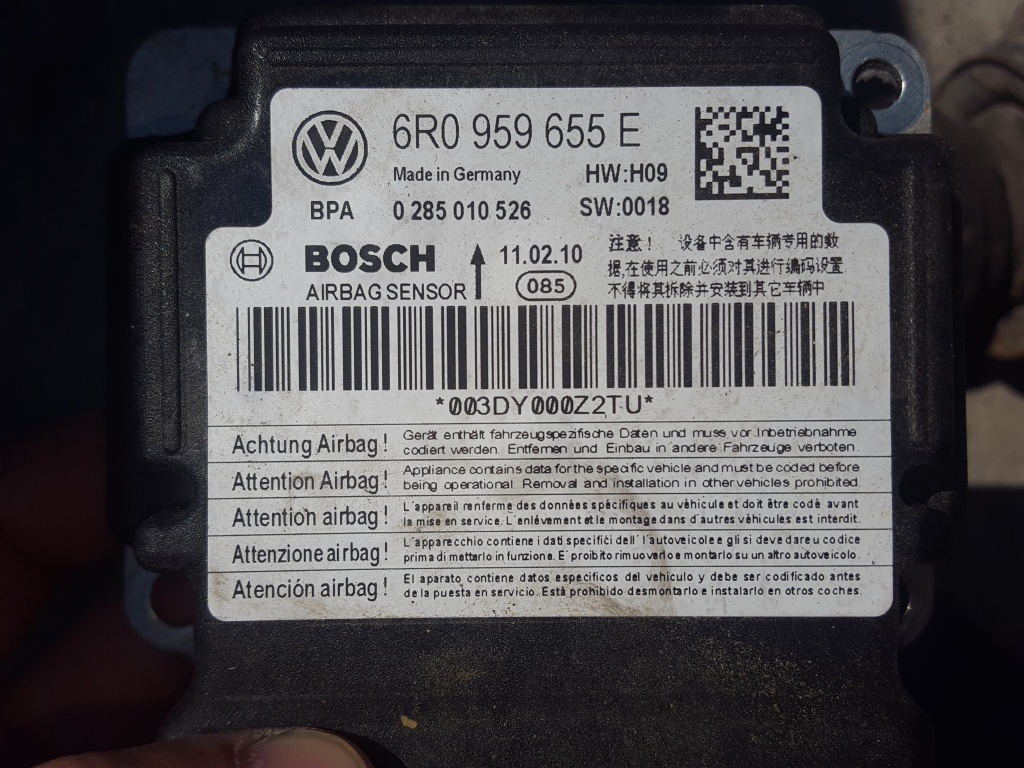 6R0 959 655 E
Made in Germany HW:H09
BPA 0 285 010 526 SW:0018
BOSCH 11.02.10
AIRBAG SENSOR 085
注意！ 设备中含有车辆专用的数
据,在使用之前必须对其进行编码设置
不得将其拆除并安装到其它车辆中
*003DY000Z2TU*
Achtung Airbag! Gerät enthält fahrzeugspezifische Daten und muss vor Inbetriebnahme
codiert werden. Entfernen und Einbau in andere Fahrzeuge verboten.
Attention Airbag! Appliance contains data for the specific vehicle and must be coded before
being operational. Removal and installation in other vehicles prohibited
Attention airbag! L'appareil renferme des données spécifiques au véhicule et doit être codé avant
la mise en service. L'enlèvement et le montage dans d'autres véhicules est interdit.
Attenzione airbag! L'apparecchio contiene i dati specifici dell'l'autoveicolo e gli si deve dare u codice
prima di metterlo in funzione. E' proibito rimuoverlo e montarlo su un altro autoveicolo.
Atención airbag! El aparato contiene datos especificos del vehiculo y debe ser codificado antes
de la puesta en servicio. Está prohibido desmontarlo e instalarlo en otros coches.